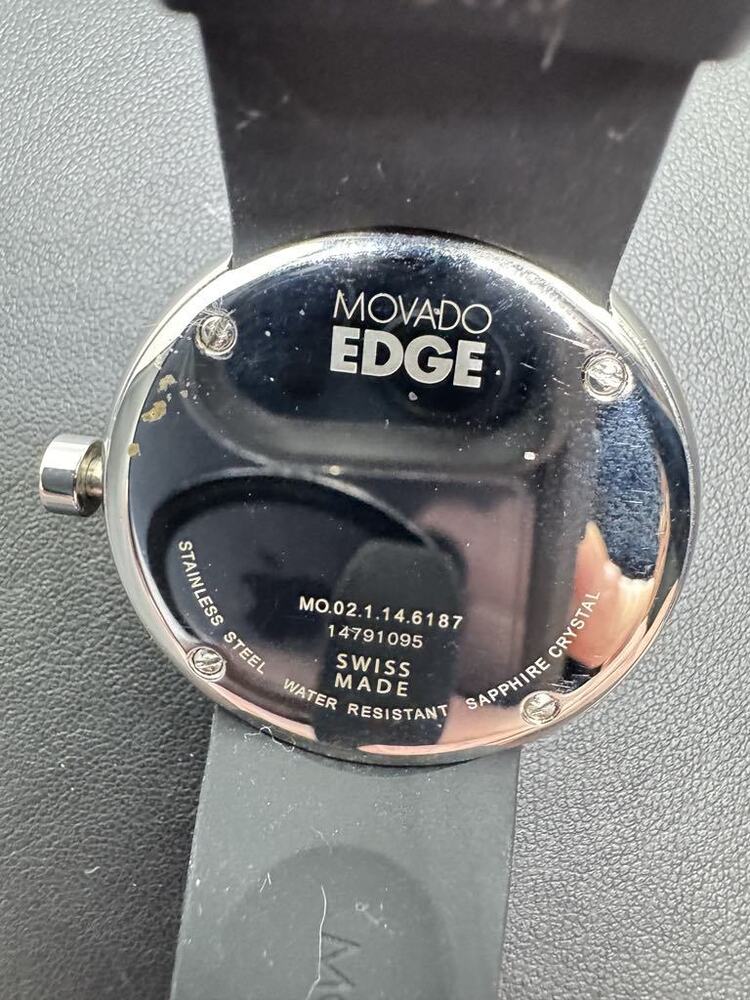 MOVADO
EDGE
MO.02.1.14.6187
14791095
SWISS
MADE
STAINLESS STEEL WATER RESISTANT SAPPHIRE CRYSTAL